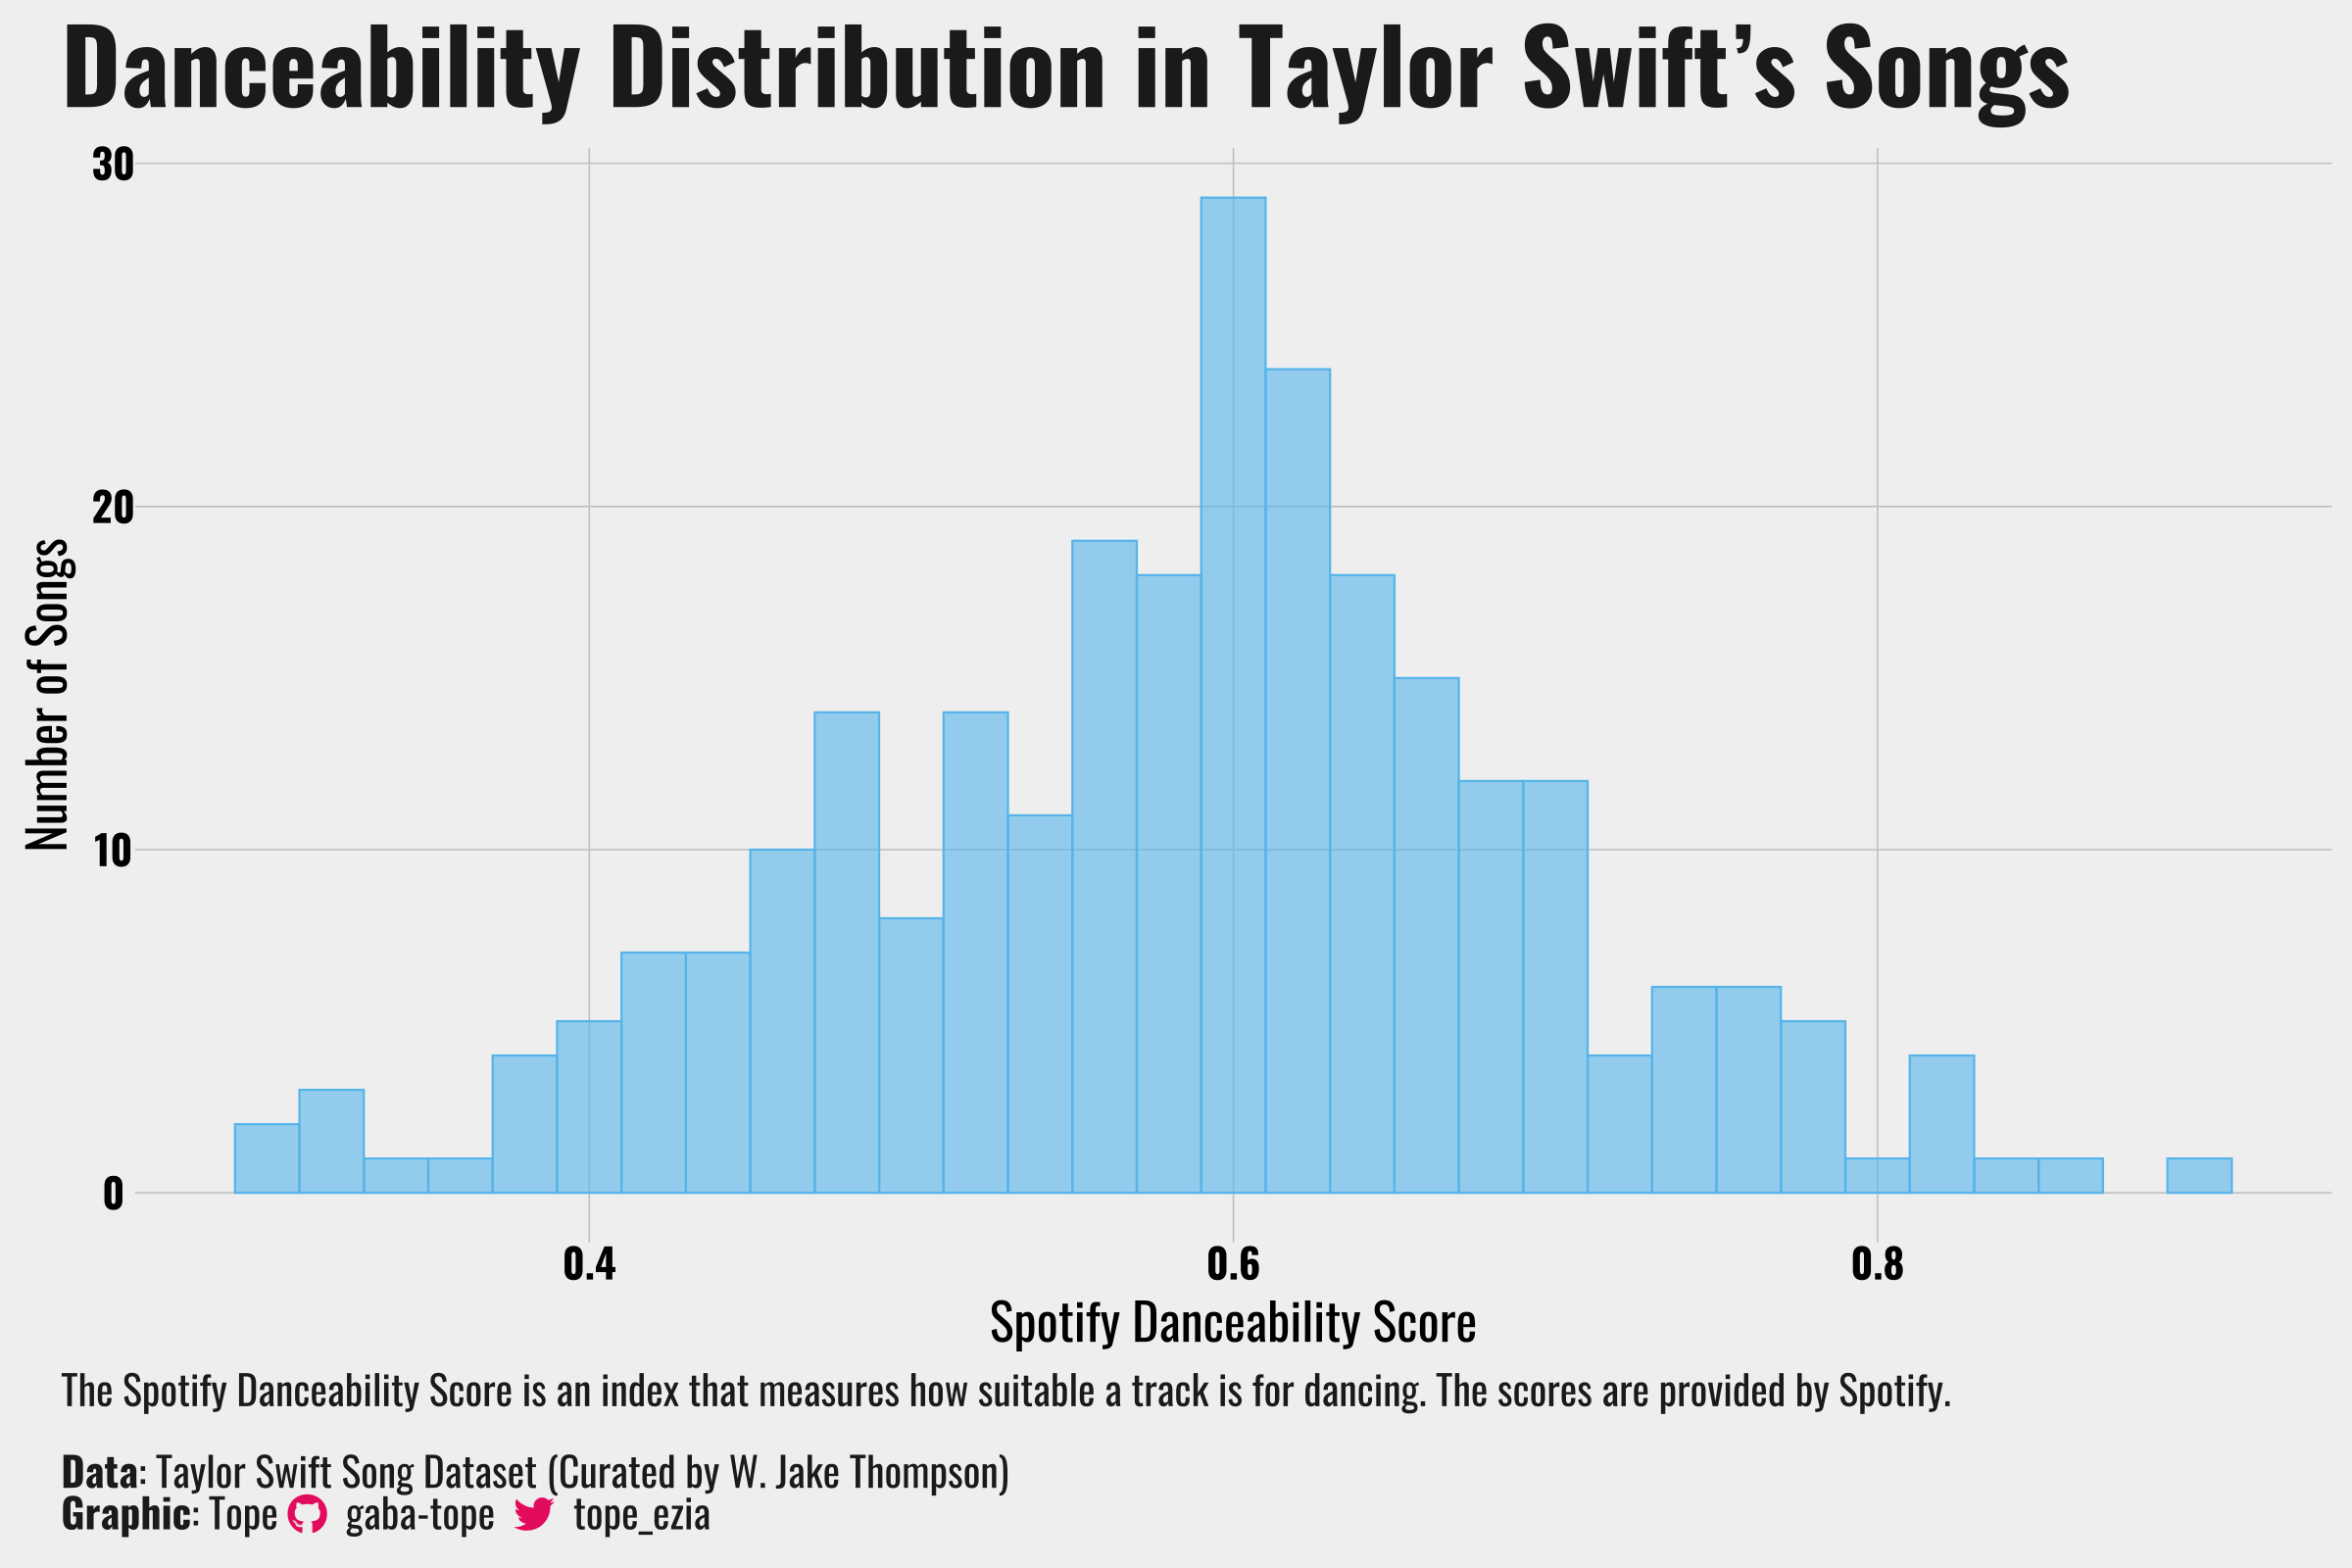 Danceability Distribution in Taylor Swift’s Songs
30
20
10
0
Number of Songs
0.4
0.6
0.8
Spotify Danceability Score
The Spotify Danceability Score is an index that measures how suitable a track is for dancing. The scores are provided by Spotify.
Data: Taylor Swift Song Dataset (Curated by W. Jake Thompson)
Graphic: Tope gaba-tope tope_ezia